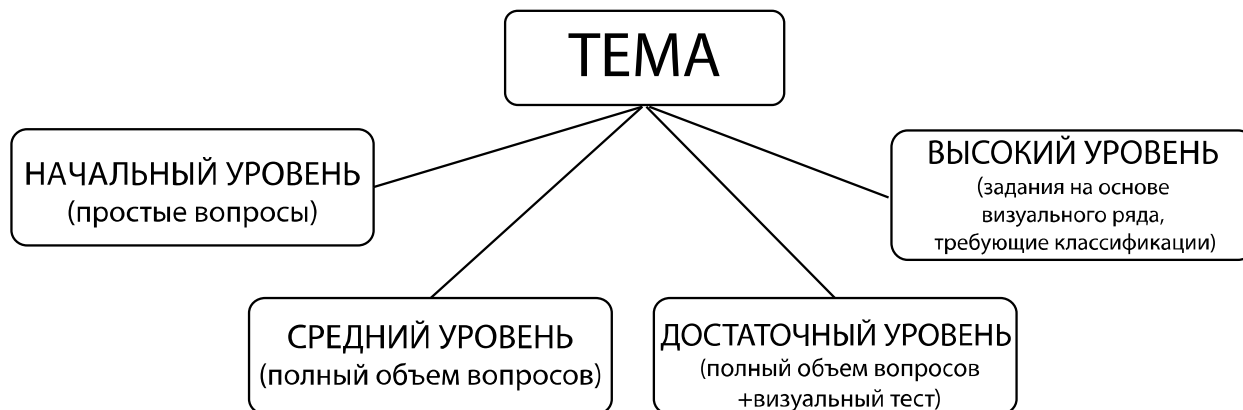 ТЕМА
НАЧАЛЬНЫЙ УРОВЕНЬ
(простые вопросы)
СРЕДНИЙ УРОВЕНЬ
(полный объем вопросов)
ДОСТАТОЧНЫЙ УРОВЕНЬ
(полный объем вопросов
+визуальный тест)
ВЫСОКИЙ УРОВЕНЬ
(задания на основе
визуального ряда,
требующие классификации)